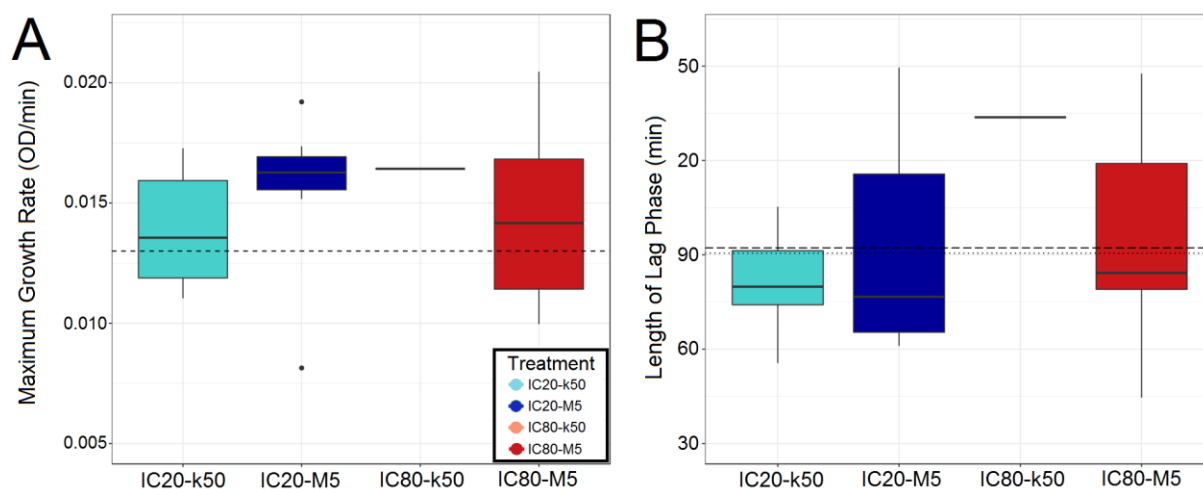 A
Maximum Growth Rate (OD/min)
0.020
0.015
0.010
0.005
IC20-k50 IC20-M5 IC80-k50 IC80-M5
Treatment
IC20-k50
IC20-M5
IC80-k50
IC80-M5
B
Length of Lag Phase (min)
50
20
90
60
30
IC20-k50 IC20-M5 IC80-k50 IC80-M5